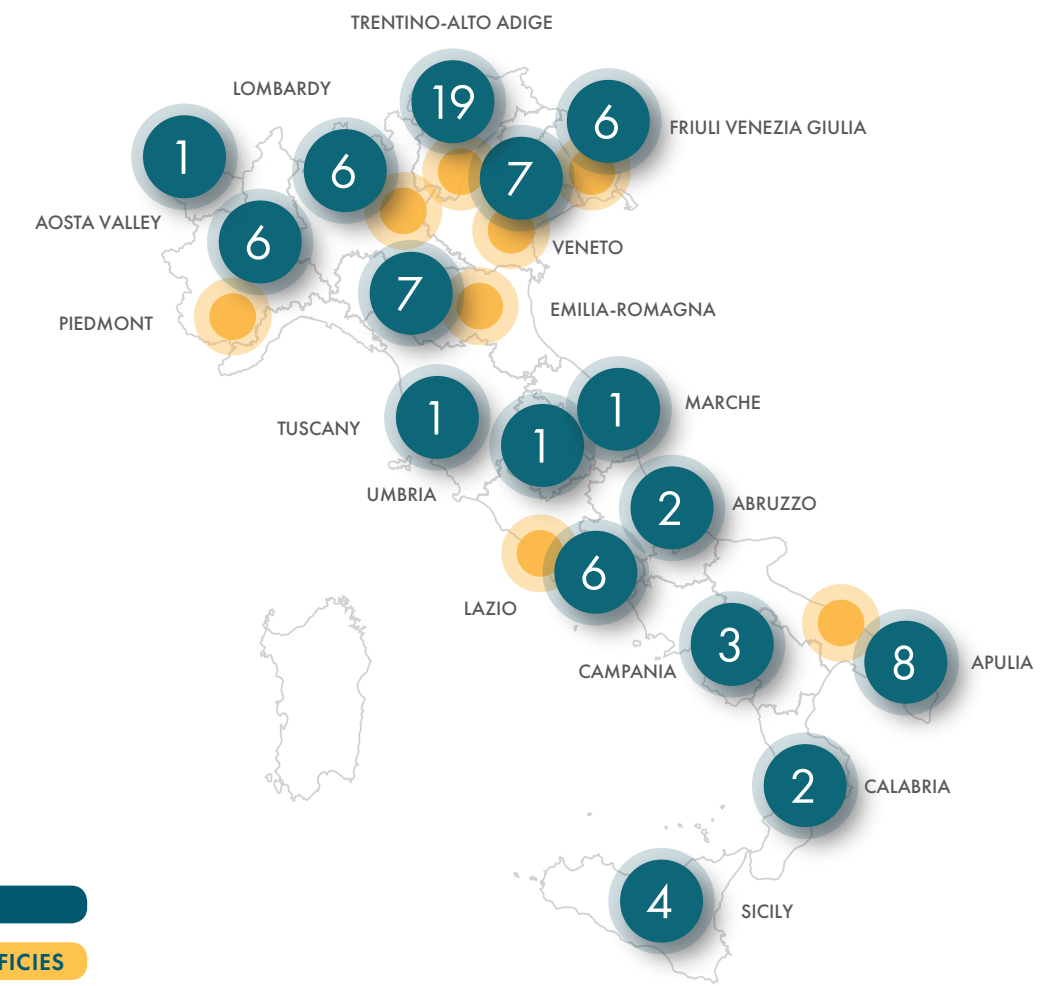 TRENTINO-ALTO ADIGE
LOMBARDY
19
6
FRIULI VENEZIA GIULIA
1
6
7
AOSTA VALLEY
6
VENETO
7
EMILIA-ROMAGNA
PIEDMONT
1
MARCHE
TUSCANY
1
1
UMBRIA
2
ABRUZZO
6
LAZIO
3
CAMPANIA
8
APULIA
2
CALABRIA
4
SICILY
FICIES